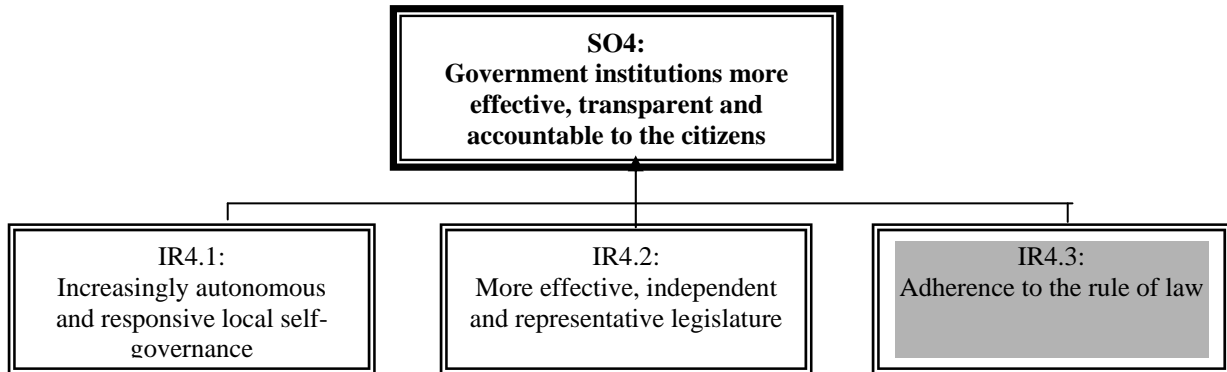 SO4:
Government institutions more
effective, transparent and
accountable to the citizens
IR4.1:
Increasingly autonomous
and responsive local self-
governance
IR4.2:
More effective, independent
and representative legislature
IR4.3:
Adherence to the rule of law